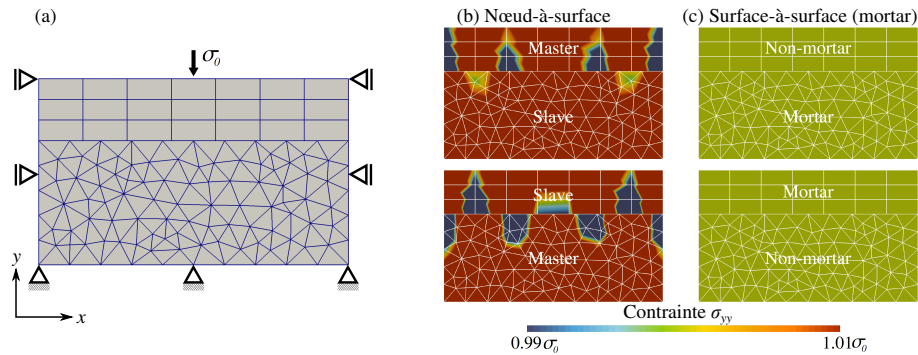 (a)
σ₀
y
x
(b) Nœud-à-surface
Master
Slave
Slave
Master
(c) Surface-à-surface (mortar)
Non-mortar
Mortar
Mortar
Non-mortar
Contrainte σyy
0.99σ₀
1.01σ₀